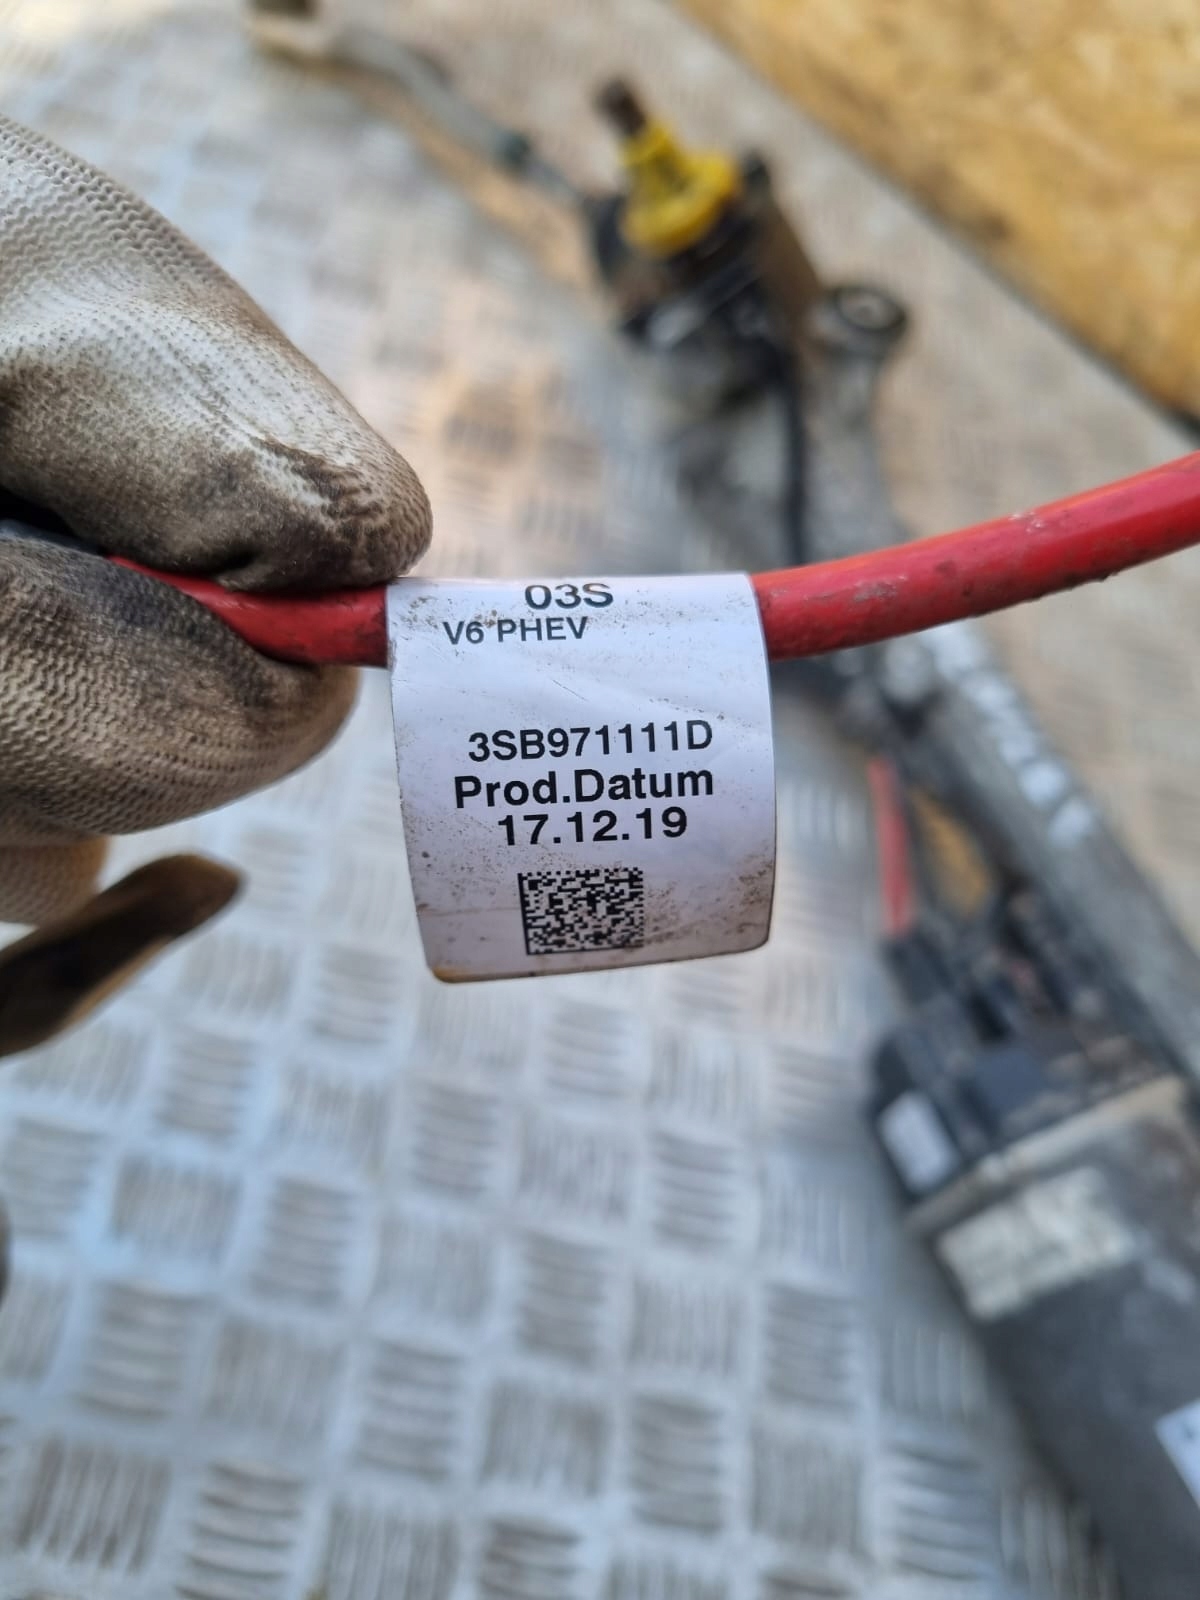 03S
V6 PHEV
3SB971111D
Prod.Datum
17.12.19